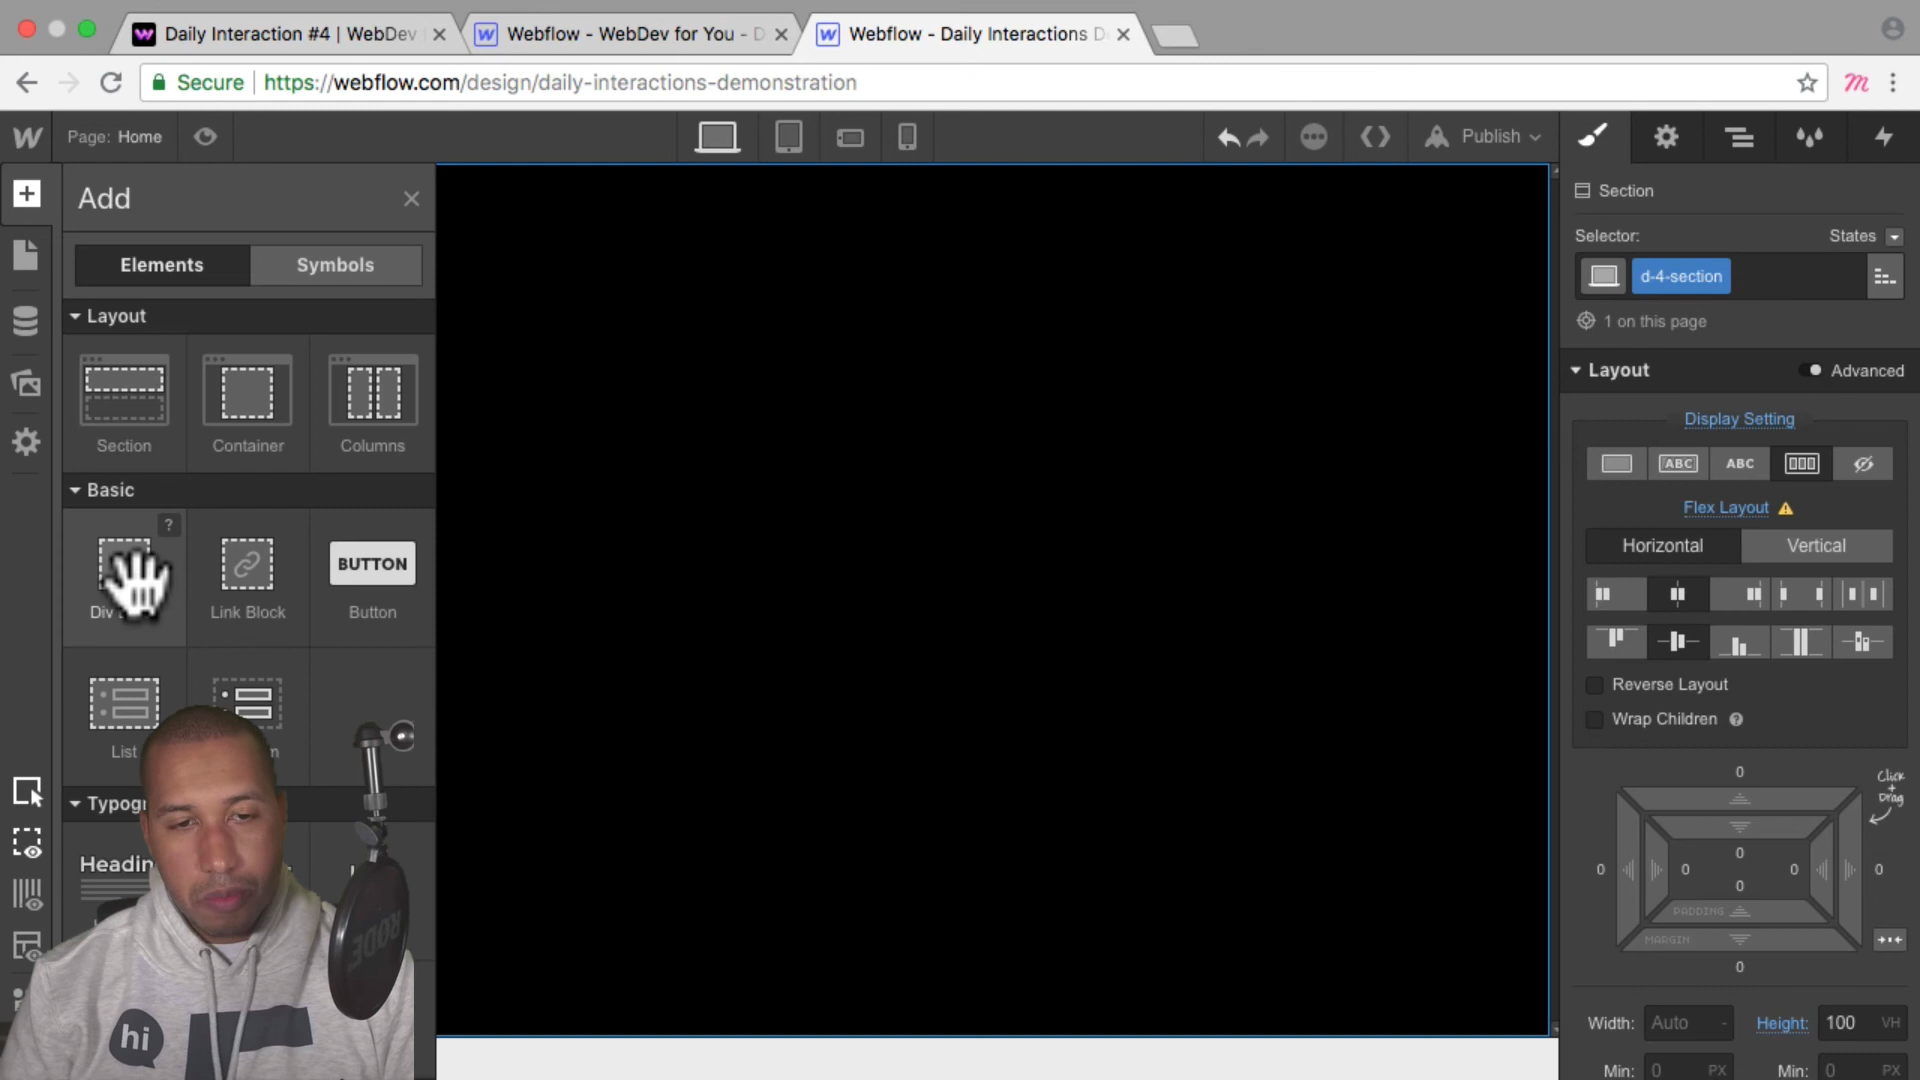 Daily Interaction #4 | WebDev
Webflow - WebDev for You - D
Webflow - Daily Interactions D
Secure
https://webflow.com/design/daily-interactions-demonstration
Page: Home
Publish
Add
Elements
Symbols
Layout
Section
Container
Columns
Basic
?
Div
Link Block
BUTTON
Button
List
Typogr
Headin
hi
RODE
Section
Selector:
States
d-4-section
1 on this page
Layout
Advanced
Display Setting
ABC
ABC
Flex Layout
Horizontal
Vertical
Reverse Layout
Wrap Children
0
Click
+
Drag
0
0
0
0
0
0
PADDING
MARGIN
0
Width:
Auto
-
Height:
100
VH
Min:
0
PX
Min:
0
PX